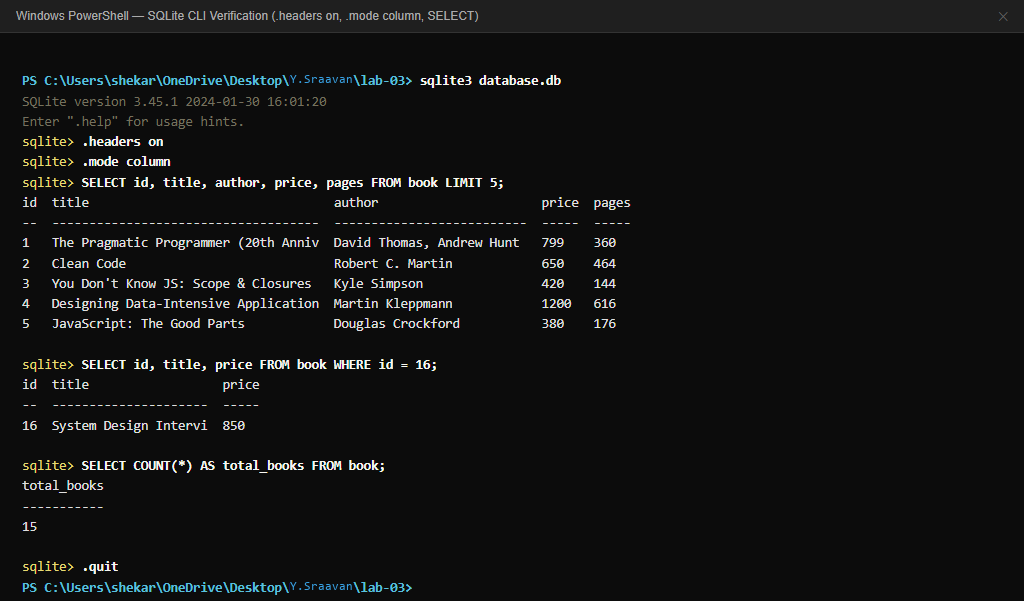 Windows PowerShell — SQLite CLI Verification (.headers on, .mode column, SELECT)
PS C:\Users\shekar\OneDrive\Desktop\Y.Sraavan\lab-03> sqlite3 database.db
SQLite version 3.45.1 2024-01-30 16:01:20
Enter ".help" for usage hints.
sqlite> .headers on
sqlite> .mode column
sqlite> SELECT id, title, author, price, pages FROM book LIMIT 5;
id  title                                 author                      price  pages
--  ------------------------------------  --------------------------  -----  -----
1   The Pragmatic Programmer (20th Anniv  David Thomas, Andrew Hunt   799    360
2   Clean Code                            Robert C. Martin            650    464
3   You Don't Know JS: Scope & Closures   Kyle Simpson                420    144
4   Designing Data-Intensive Application  Martin Kleppmann            1200   616
5   JavaScript: The Good Parts            Douglas Crockford           380    176
sqlite> SELECT id, title, price FROM book WHERE id = 16;
id  title                  price
--  ---------------------  -----
16  System Design Intervi  850
sqlite> SELECT COUNT(*) AS total_books FROM book;
total_books
-----------
15
sqlite> .quit
PS C:\Users\shekar\OneDrive\Desktop\Y.Sraavan\lab-03>